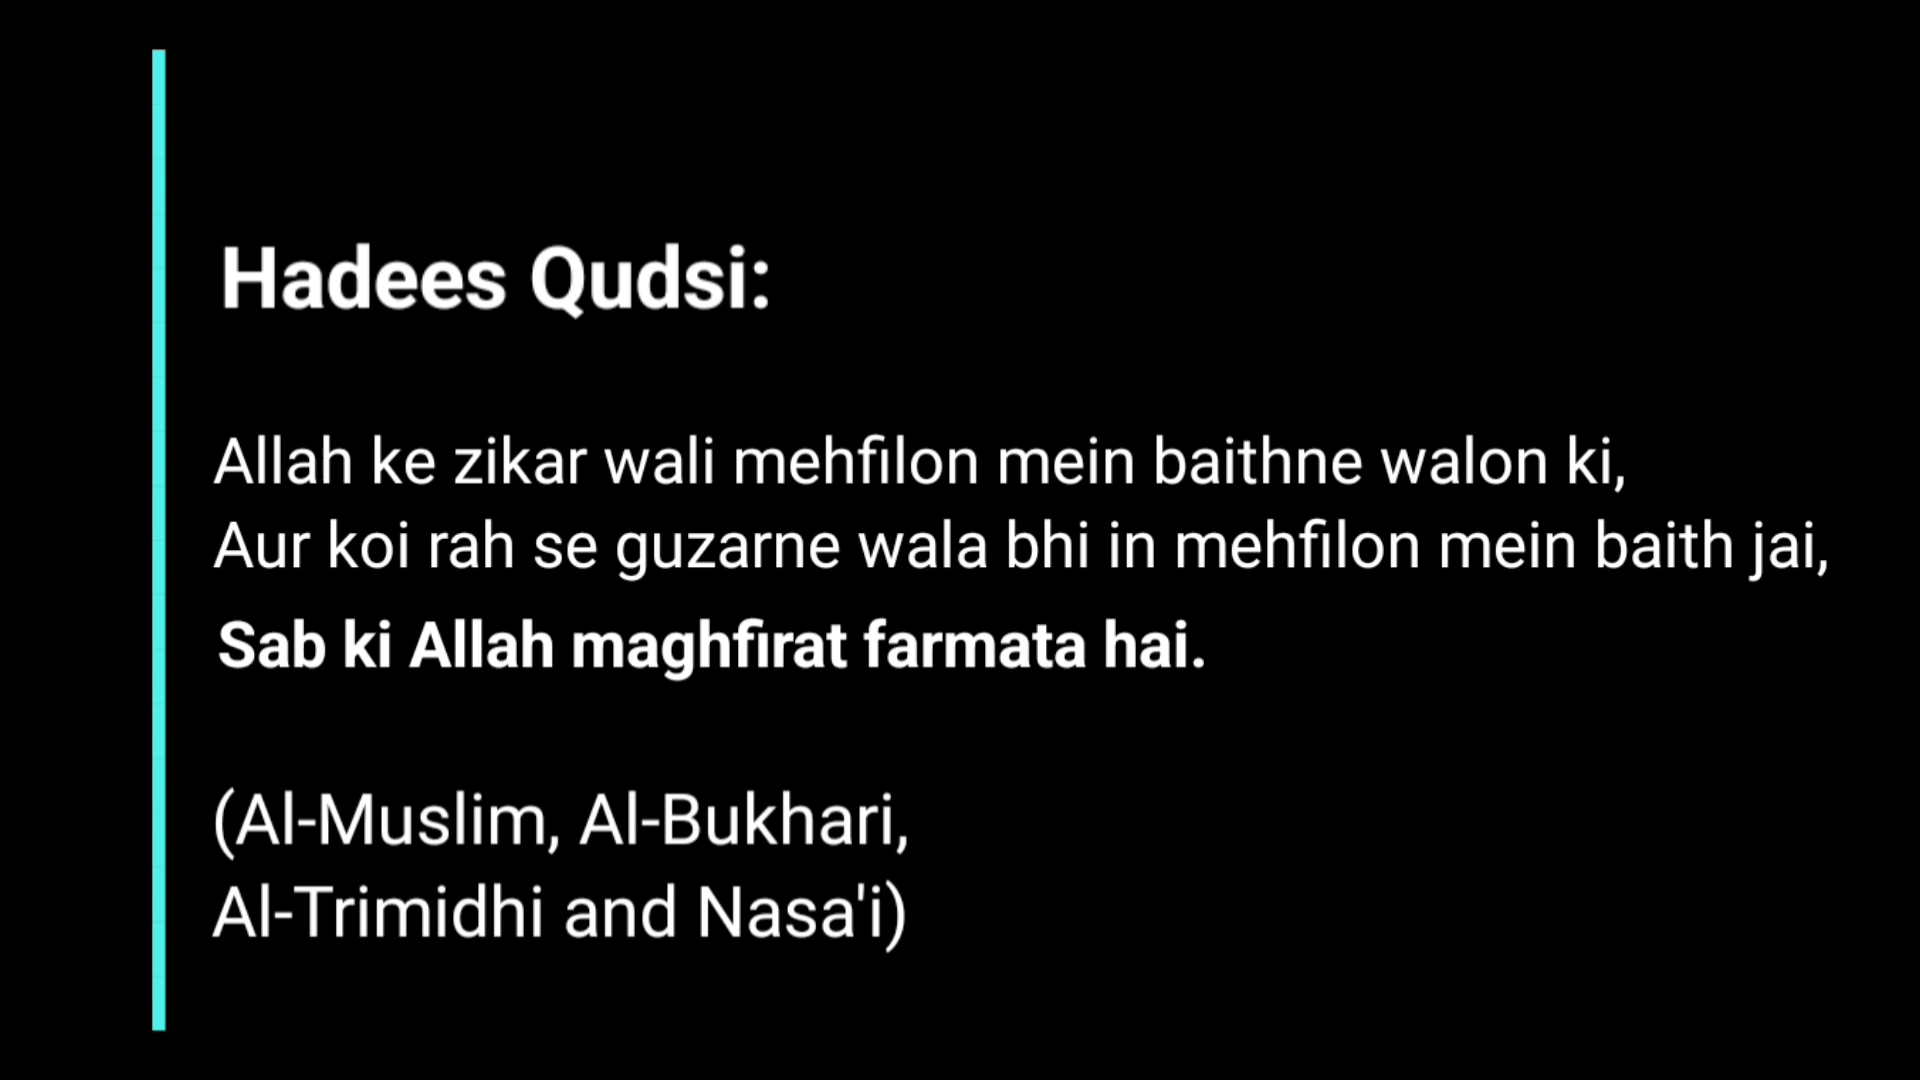 Hadees Qudsi:
Allah ke zikar wali mehfilon mein baithne walon ki,
Aur koi rah se guzarne wala bhi in mehfilon mein baith jai,
Sab ki Allah maghfirat farmata hai.
(Al-Muslim, Al-Bukhari,
Al-Trimidhi and Nasa'i)